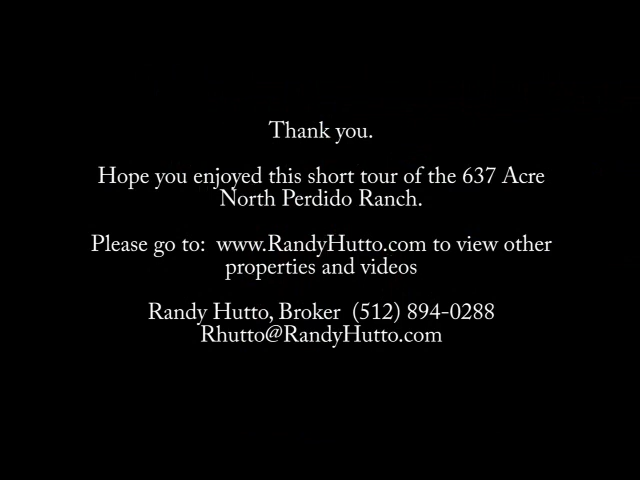 Thank you.
Hope you enjoyed this short tour of the 637 Acre
North Perdido Ranch.
Please go to:  www.RandyHutto.com to view other
properties and videos
Randy Hutto, Broker  (512) 894-0288
Rhutto@RandyHutto.com